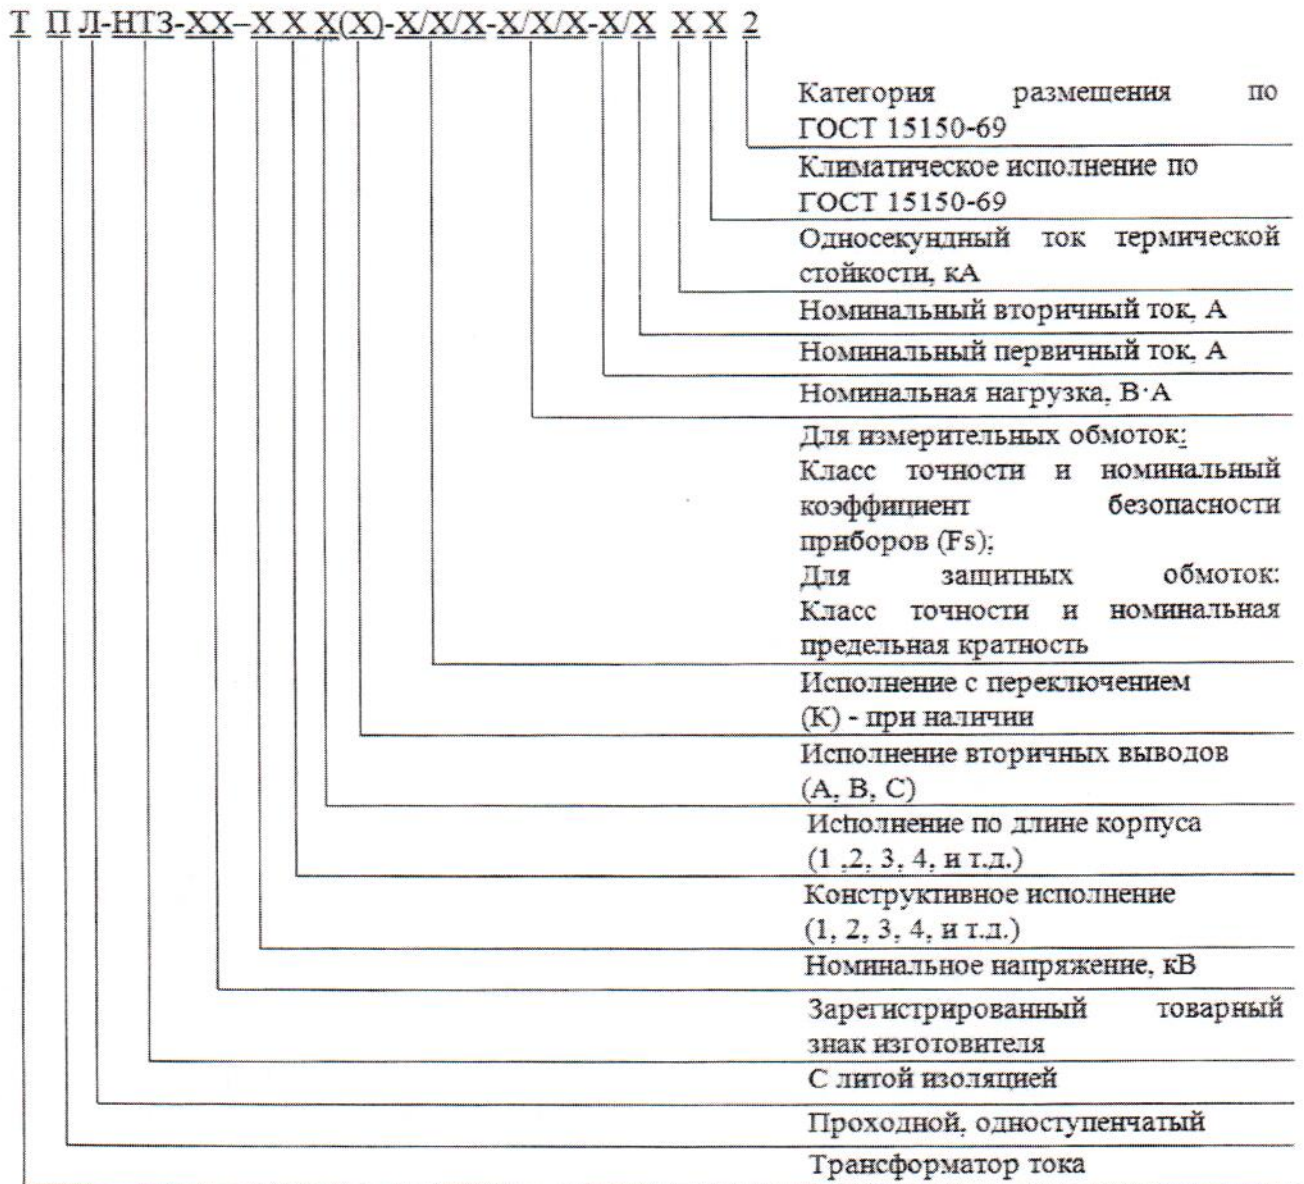 Т П Л-НТЗ-ХХ–Х Х Х(Х)-Х/Х/Х-Х/Х/Х-Х/Х Х Х 2
Категория размещения по
ГОСТ 15150-69
Климатическое исполнение по
ГОСТ 15150-69
Односекундный ток термической
стойкости, кА
Номинальный вторичный ток, А
Номинальный первичный ток, А
Номинальная нагрузка, В·А
Для измерительных обмоток:
Класс точности и номинальный
коэффициент безопасности
приборов (Fs);
Для защитных обмоток:
Класс точности и номинальная
предельная кратность
Исполнение с переключением
(К) - при наличии
Исполнение вторичных выводов
(А, В, С)
Исполнение по длине корпуса
(1 ,2, 3, 4, и т.д.)
Конструктивное исполнение
(1, 2, 3, 4, и т.д.)
Номинальное напряжение, кВ
Зарегистрированный товарный
знак изготовителя
С литой изоляцией
Проходной, одноступенчатый
Трансформатор тока